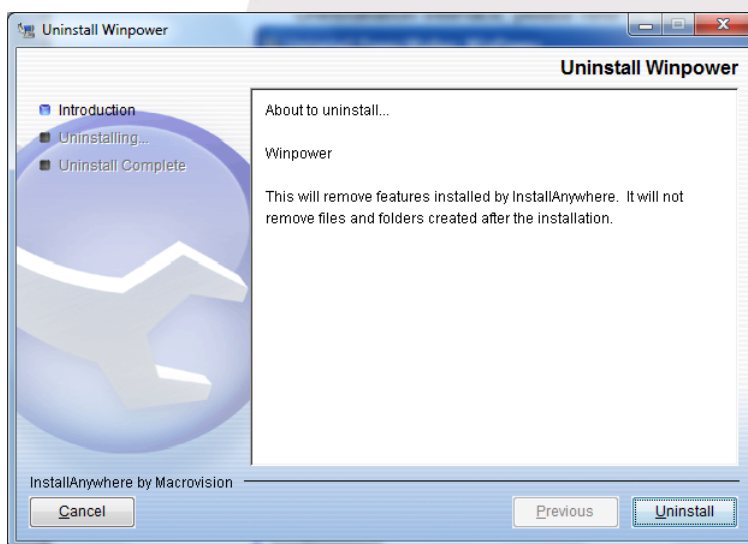 Uninstall Winpower
Uninstall Winpower
Introduction
Uninstalling...
Uninstall Complete
About to uninstall...
Winpower
This will remove features installed by InstallAnywhere. It will not
remove files and folders created after the installation.
InstallAnywhere by Macrovision
Cancel
Previous
Uninstall